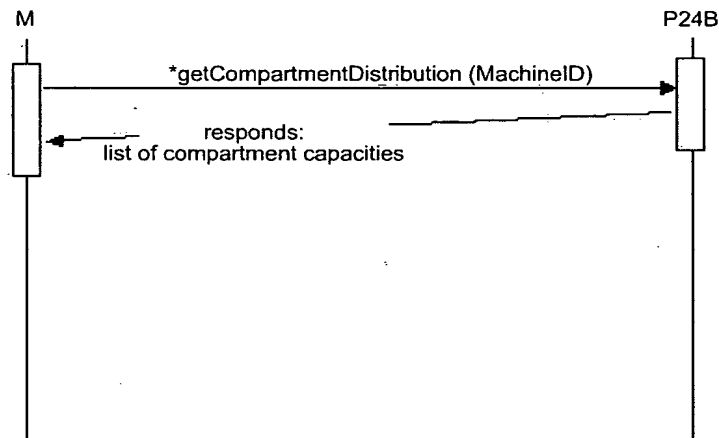 M
P24B
*getCompartmentDistribution (MachineID)
responds:
list of compartment capacities